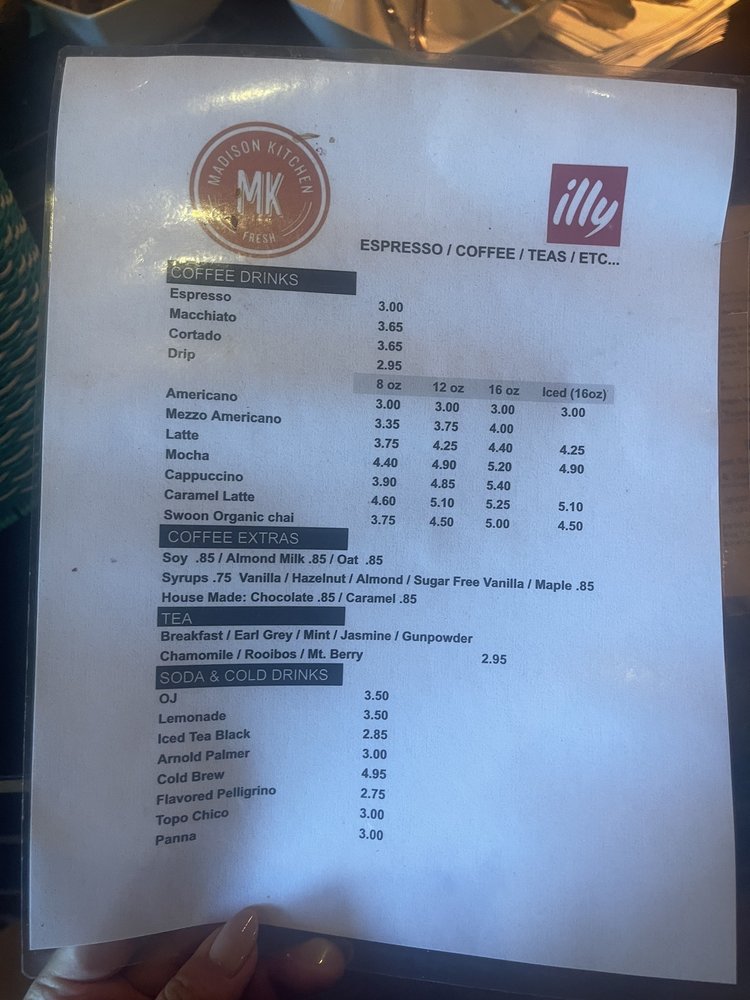 MADISON KITCHEN
MK
FRESH
illy
ESPRESSO / COFFEE / TEAS / ETC...
COFFEE DRINKS
Espresso 3.00
Macchiato 3.65
Cortado 3.65
Drip 2.95
8 oz 12 oz 16 oz Iced (16oz)
Americano 3.00 3.00 3.00 3.00
Mezzo Americano 3.35 3.75 4.00
Latte 3.75 4.25 4.40 4.25
Mocha 4.40 4.90 5.20 4.90
Cappuccino 3.90 4.85 5.40
Caramel Latte 4.60 5.10 5.25 5.10
Swoon Organic chai 3.75 4.50 5.00 4.50
COFFEE EXTRAS
Soy .85 / Almond Milk .85 / Oat .85
Syrups .75 Vanilla / Hazelnut / Almond / Sugar Free Vanilla / Maple .85
House Made: Chocolate .85 / Caramel .85
TEA
Breakfast / Earl Grey / Mint / Jasmine / Gunpowder
Chamomile / Rooibos / Mt. Berry 2.95
SODA & COLD DRINKS
OJ 3.50
Lemonade 3.50
Iced Tea Black 2.85
Arnold Palmer 3.00
Cold Brew 4.95
Flavored Pelligrino 2.75
Topo Chico 3.00
Panna 3.00